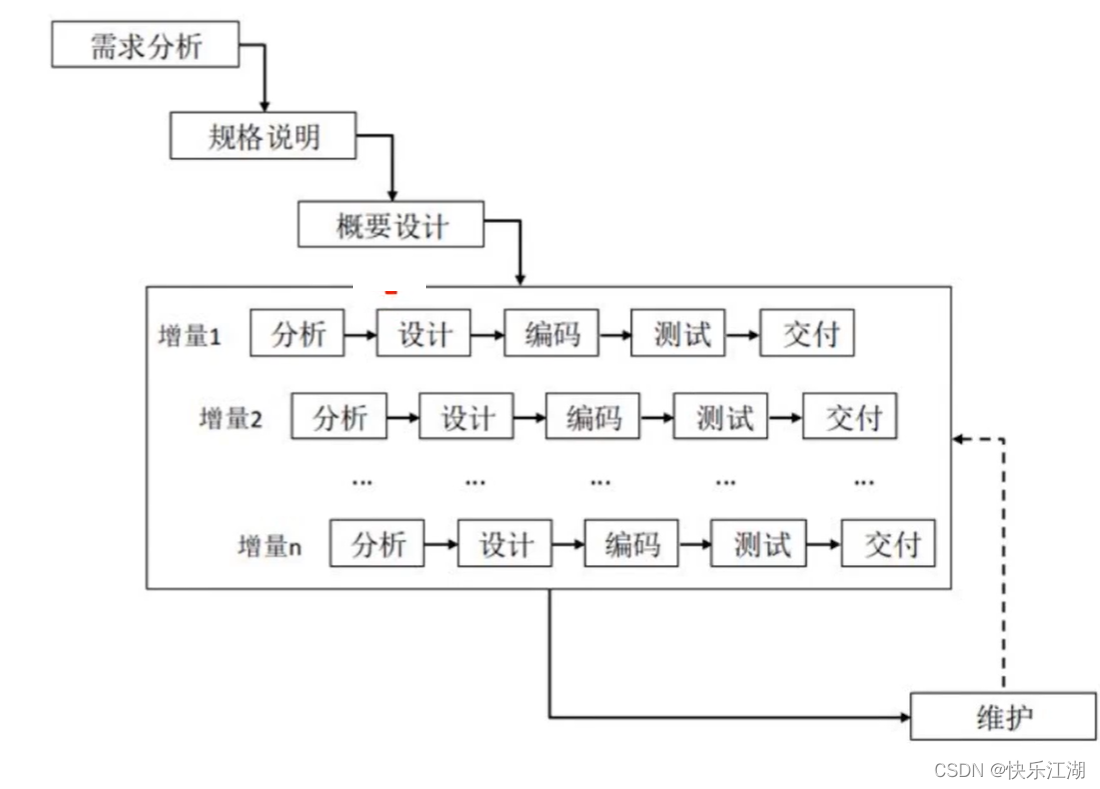 需求分析
规格说明
概要设计
增量1 分析 设计 编码 测试 交付
增量2 分析 设计 编码 测试 交付
... ... ... ... ...
增量n 分析 设计 编码 测试 交付
维护
CSDN @快乐江湖